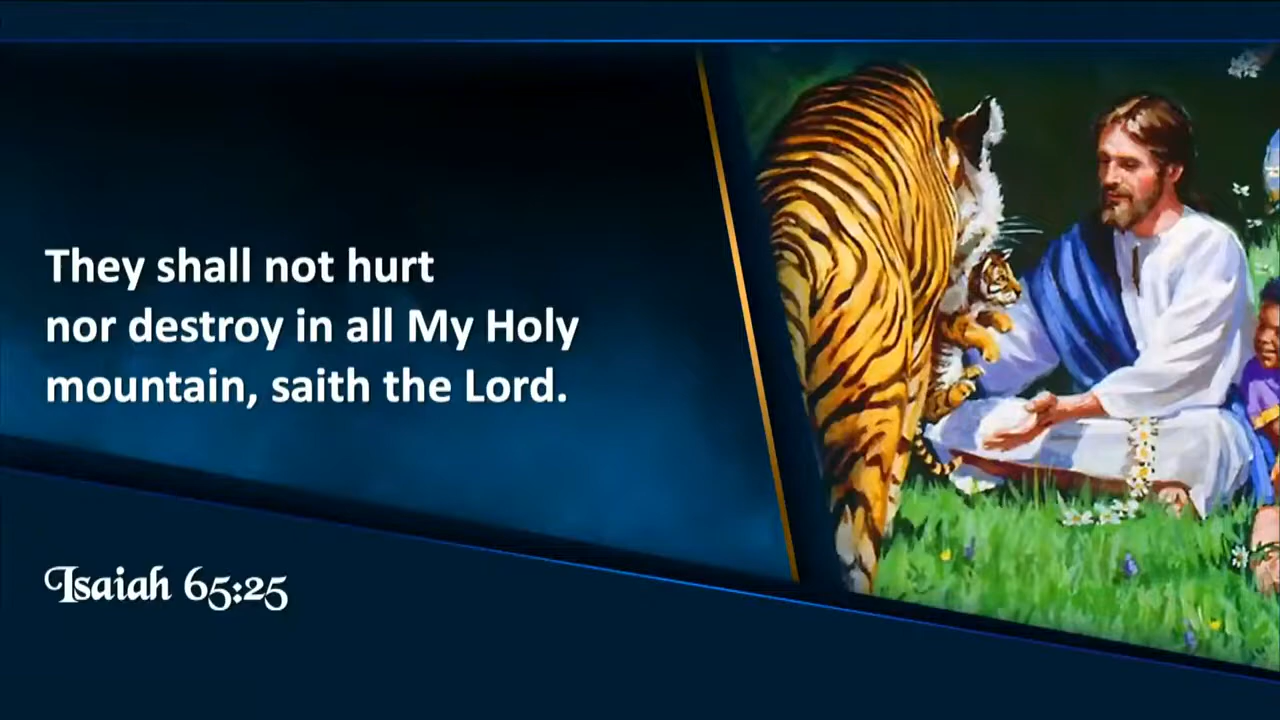 They shall not hurt
nor destroy in all My Holy
mountain, saith the Lord.
Isaiah 65:25